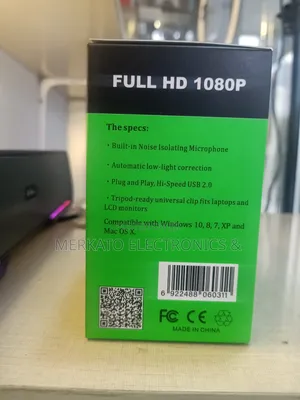 FULL HD 1080P
The specs:
· Built-in Noise Isolating Microphone
· Automatic low-light correction
· Plug and Play, Hi-Speed USB 2.0
· Tripod-ready universal clip fits laptops and
LCD monitors
Compatible with Windows 10, 8, 7, XP and
Mac OS X.
MERKATO ELECTRONICS &
6 922488 060311
FC CE
MADE IN CHINA